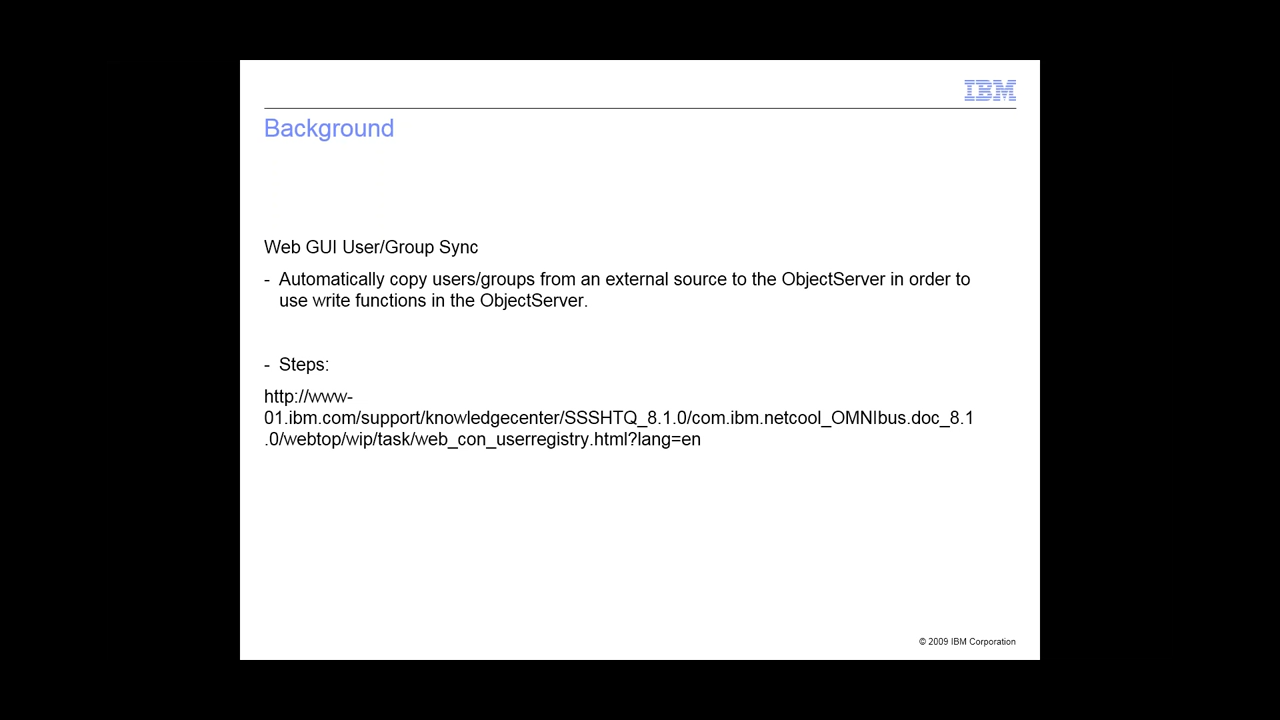 IBM
Background
Web GUI User/Group Sync
- Automatically copy users/groups from an external source to the ObjectServer in order to
use write functions in the ObjectServer.
- Steps:
http://www-
01.ibm.com/support/knowledgecenter/SSSHTQ_8.1.0/com.ibm.netcool_OMNIbus.doc_8.1
.0/webtop/wip/task/web_con_userregistry.html?lang=en
© 2009 IBM Corporation